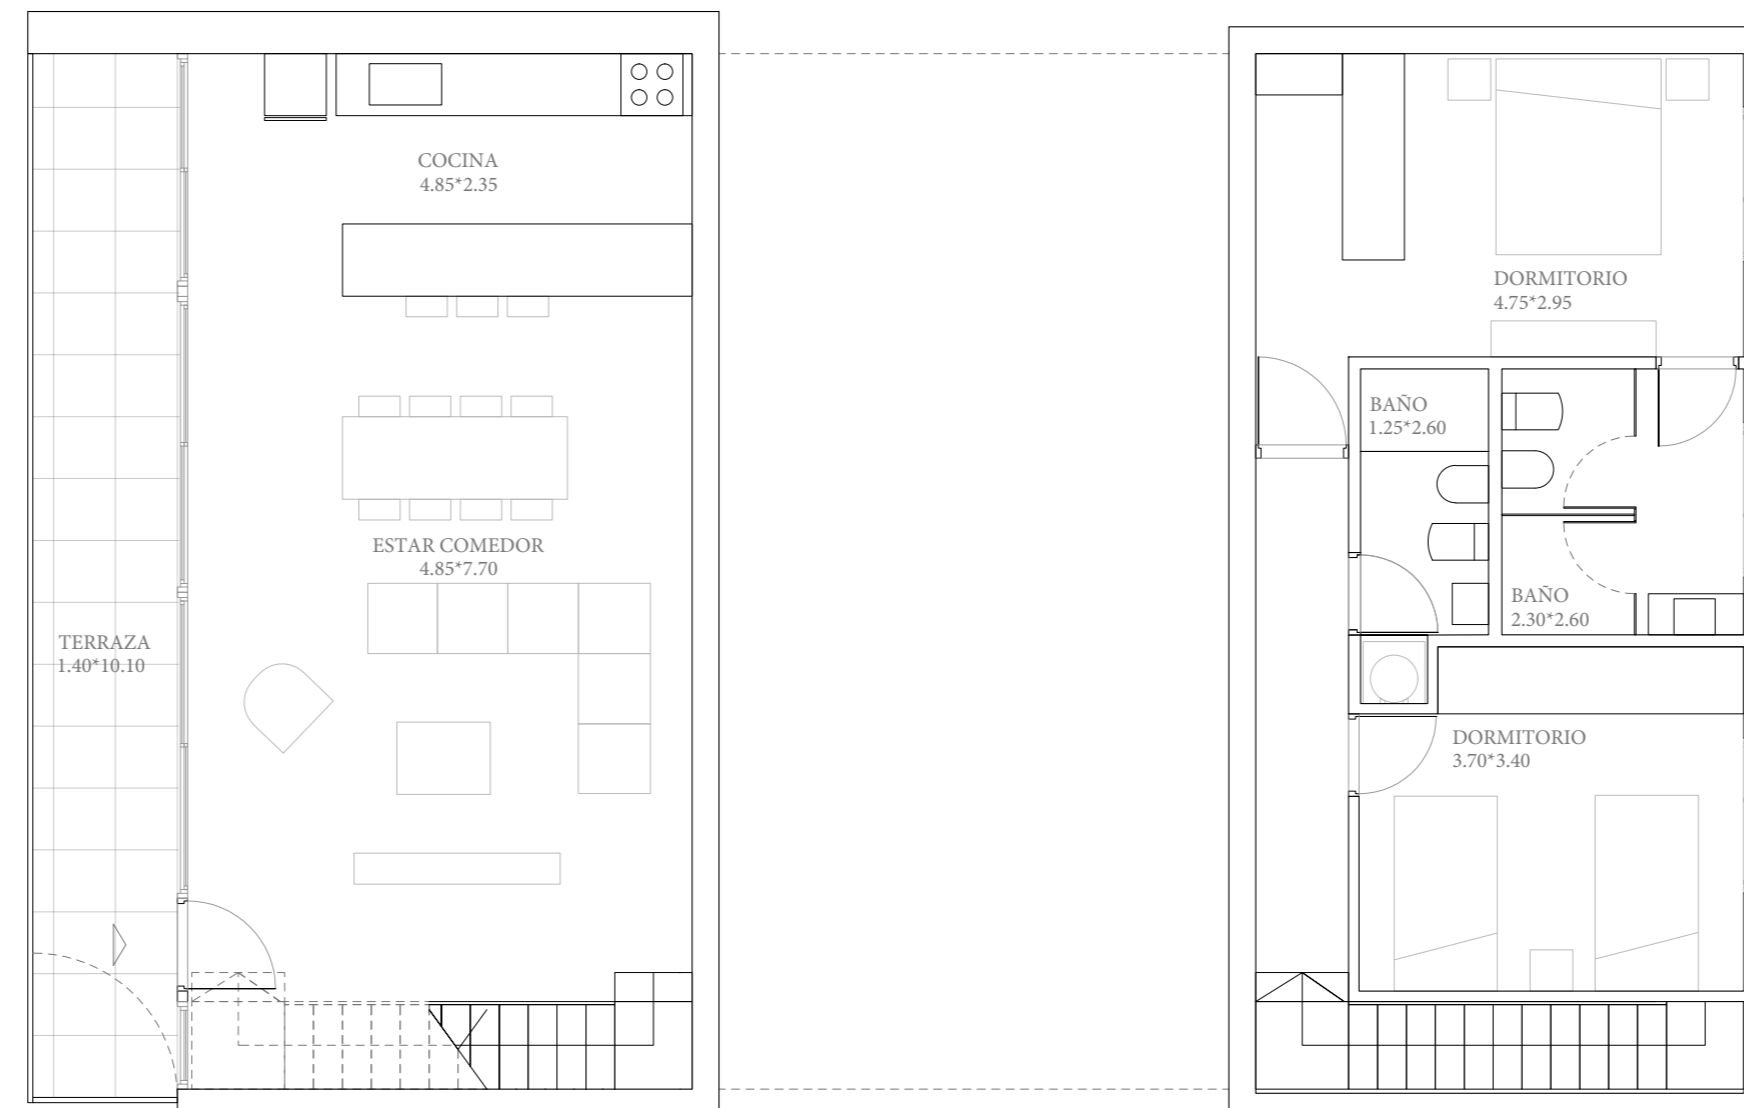 COCINA
4.85*2.35
ESTAR COMEDOR
4.85*7.70
TERRAZA
1.40*10.10
DORMITORIO
4.75*2.95
BAÑO
1.25*2.60
BAÑO
2.30*2.60
DORMITORIO
3.70*3.40